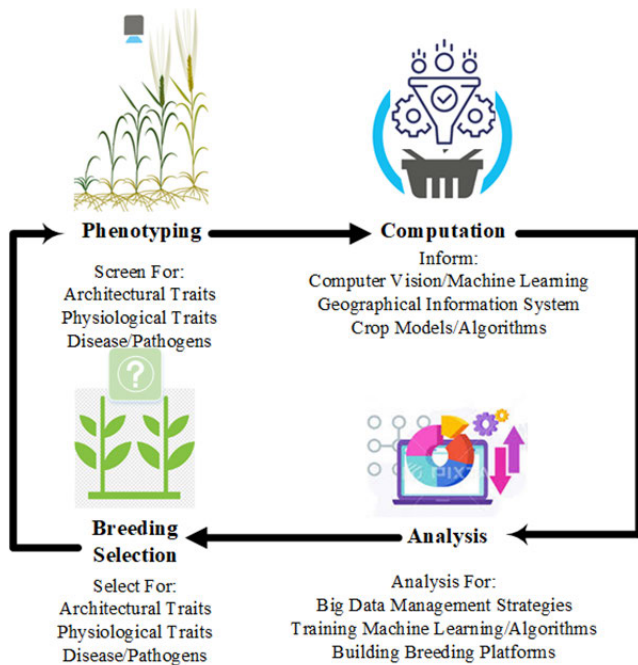 Phenotyping
Screen For:
Architectural Traits
Physiological Traits
Disease/Pathogens
Computation
Inform:
Computer Vision/Machine Learning
Geographical Information System
Crop Models/Algorithms
?
Breeding
Selection
Select For:
Architectural Traits
Physiological Traits
Disease/Pathogens
PIXTA
Analysis
Analysis For:
Big Data Management Strategies
Training Machine Learning/Algorithms
Building Breeding Platforms